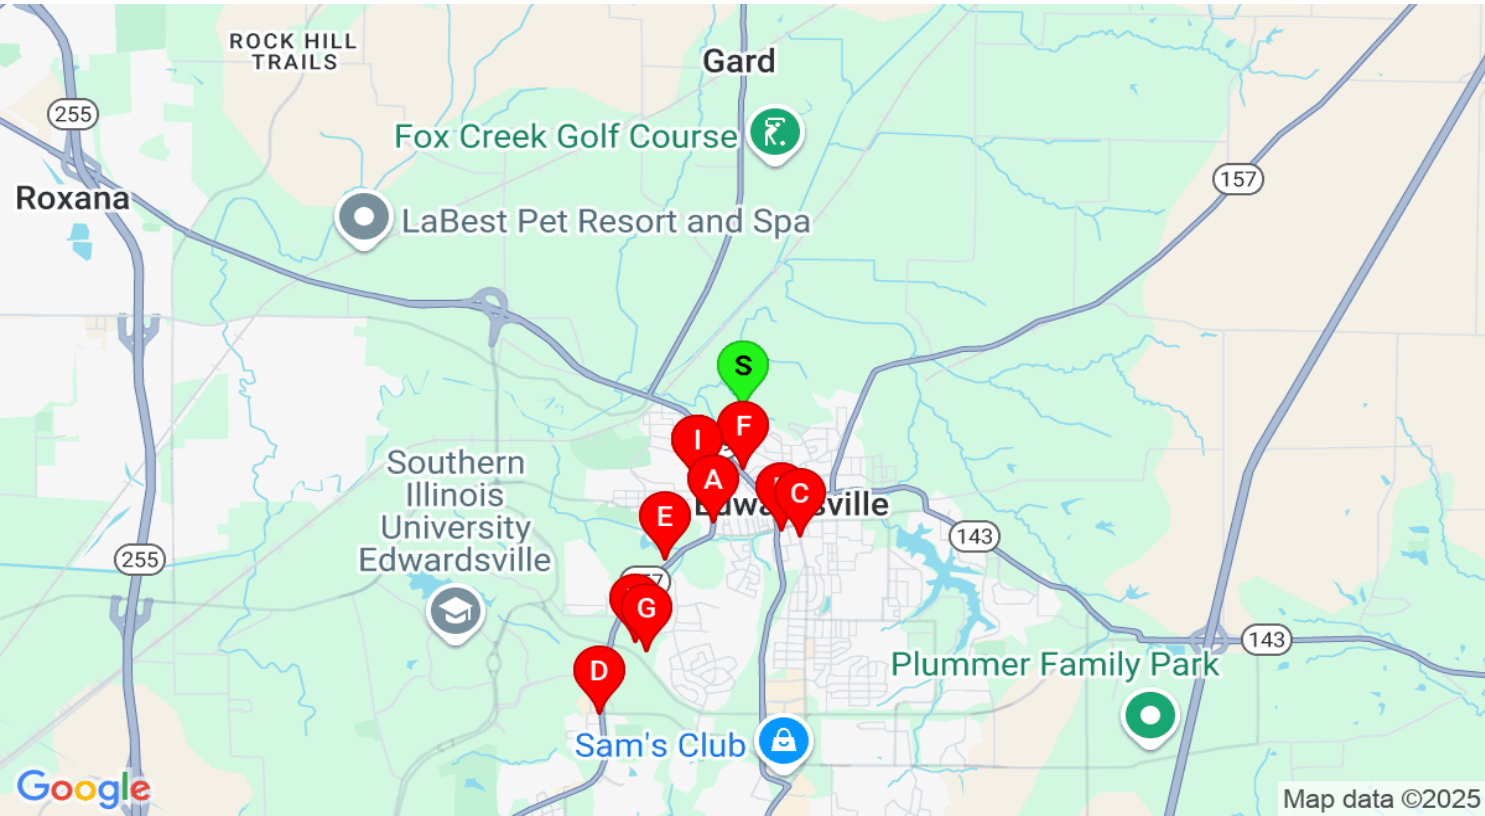 ROCK HILL
TRAILS
Gard
255
Fox Creek Golf Course
157
Roxana
LaBest Pet Resort and Spa
S
F
I
A
C
Southern
Illinois
University
Edwardsville
E
143
255
G
143
D
Plummer Family Park
Sam's Club
Google
Map data ©2025